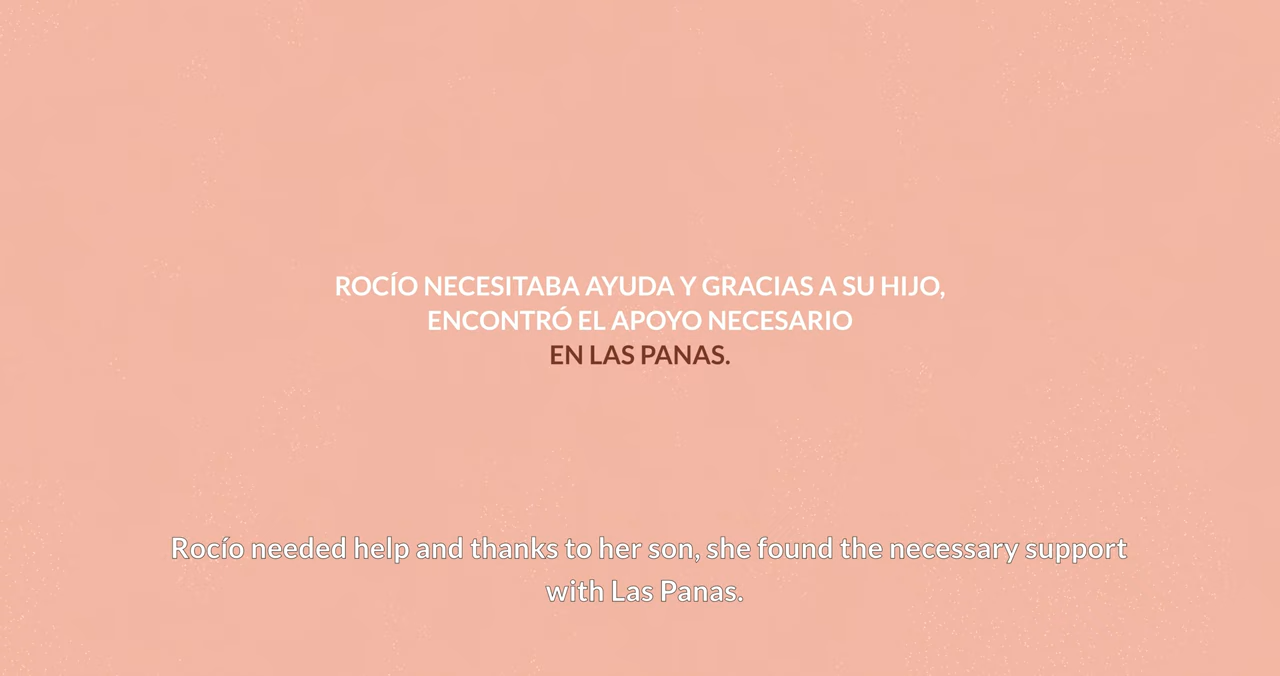 ROCÍO NECESITABA AYUDA Y GRACIAS A SU HIJO,
ENCONTRÓ EL APOYO NECESARIO
EN LAS PANAS.
Rocío needed help and thanks to her son, she found the necessary support
with Las Panas.